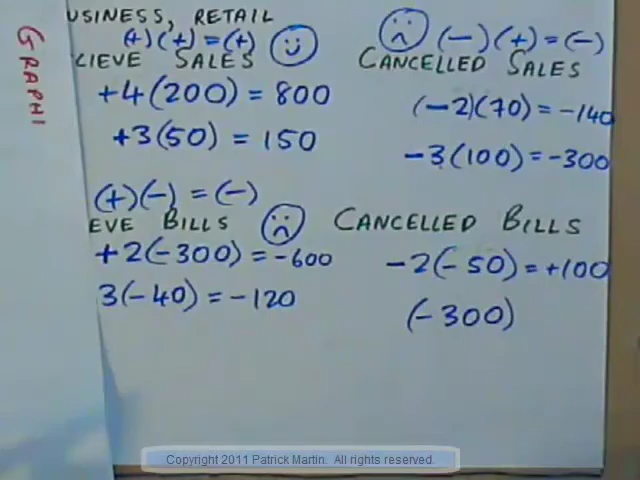 GRAPHI
USINESS, RETAIL
(+)(+) = (+)
CIEVE SALES
+4(200) = 800
+3(50) = 150
(-)(+) = (-)
CANCELLED SALES
(-2)(70) = -140
-3(100) = -300
(+)(-) = (-)
EVE BILLS
+2(-300) = -600
3(-40) = -120
CANCELLED BILLS
-2(-50) = +100
(-300)
Copyright 2011 Patrick Martin. All rights reserved.